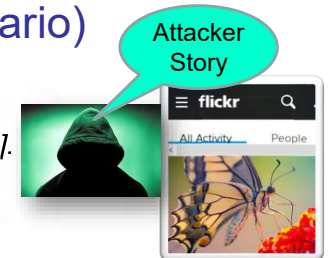 ario)
Attacker
Story
].
flickr
All Activity People